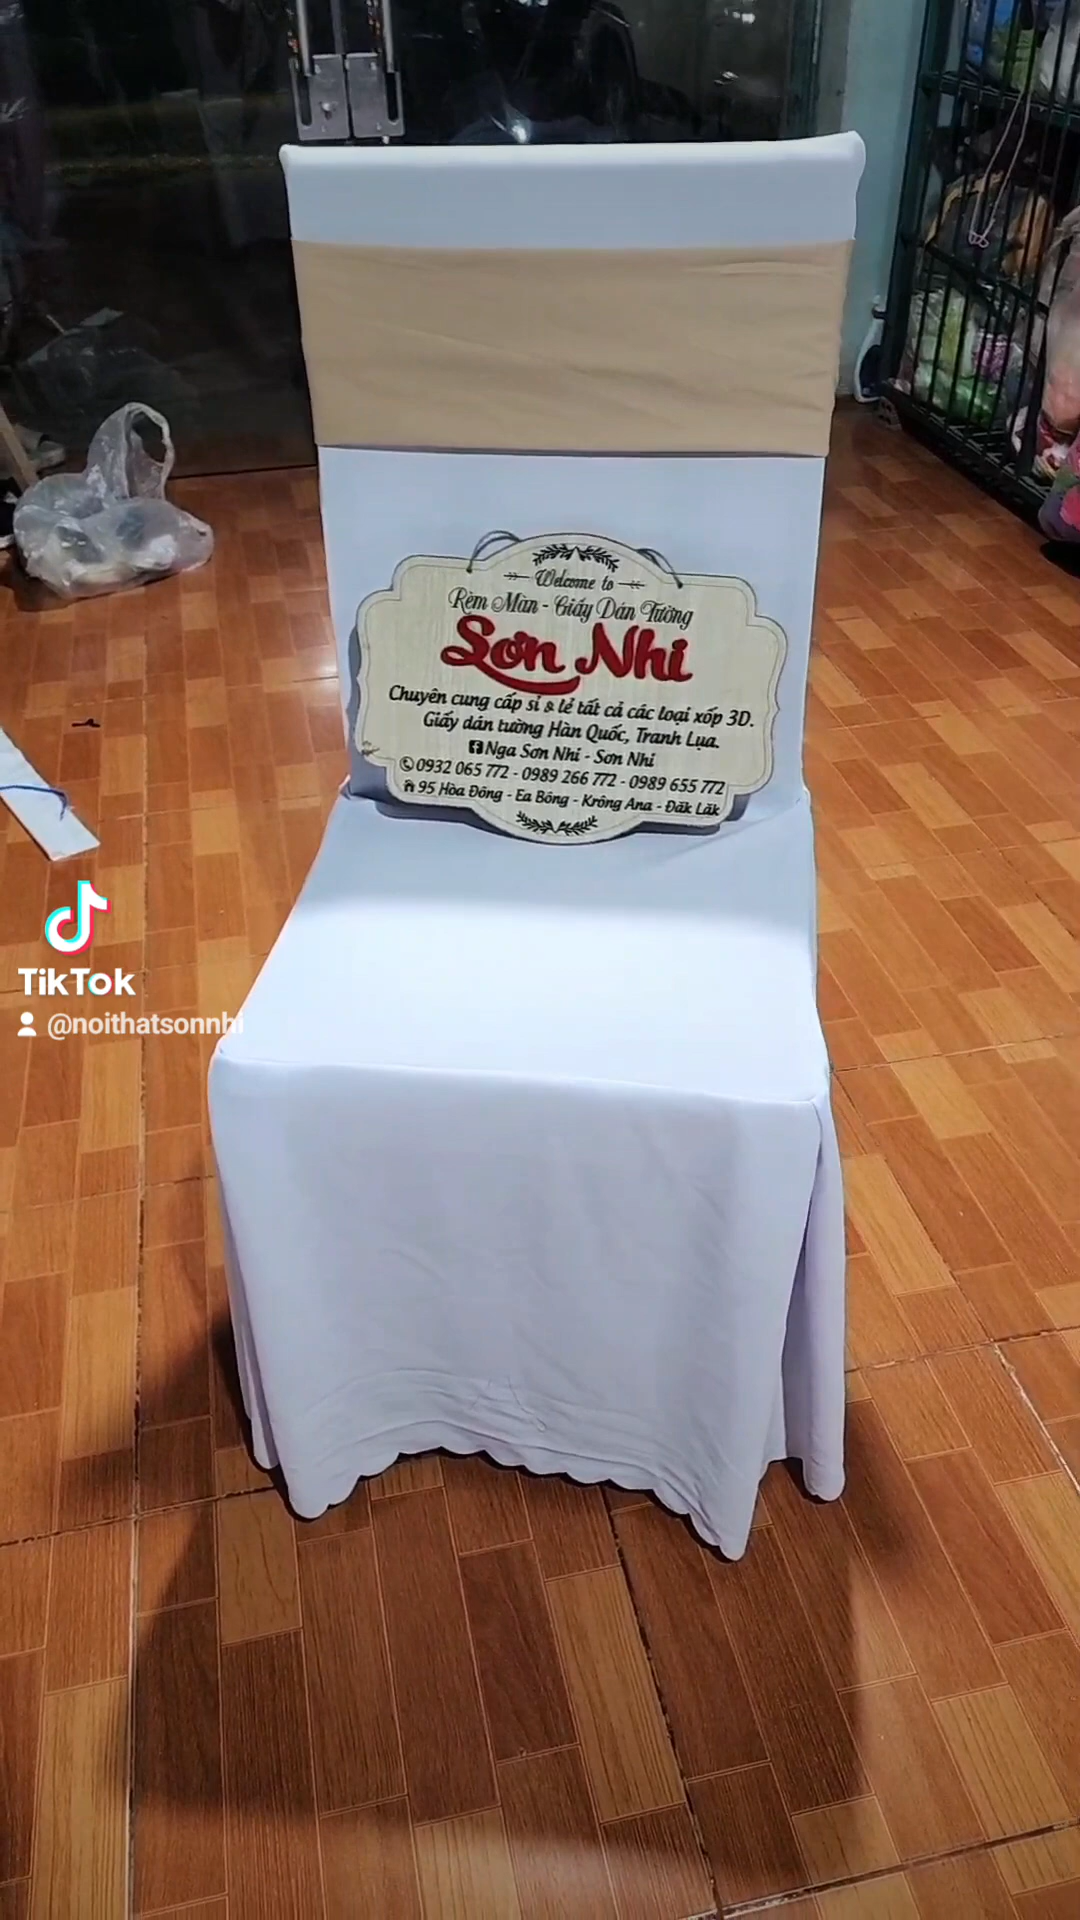 Welcome to
Rèm Màn - Giấy Dán Tường
Sơn Nhi
Chuyên cung cấp sỉ & lẻ tất cả các loại xốp 3D.
Giấy dán tường Hàn Quốc, Tranh Lụa.
Nga Sơn Nhi - Sơn Nhi
0932 065 772 - 0989 266 772 - 0989 655 772
95 Hòa Đông - Ea Bông - Krông Ana - Đăk Lăk
TikTok
@noithatsonnhi